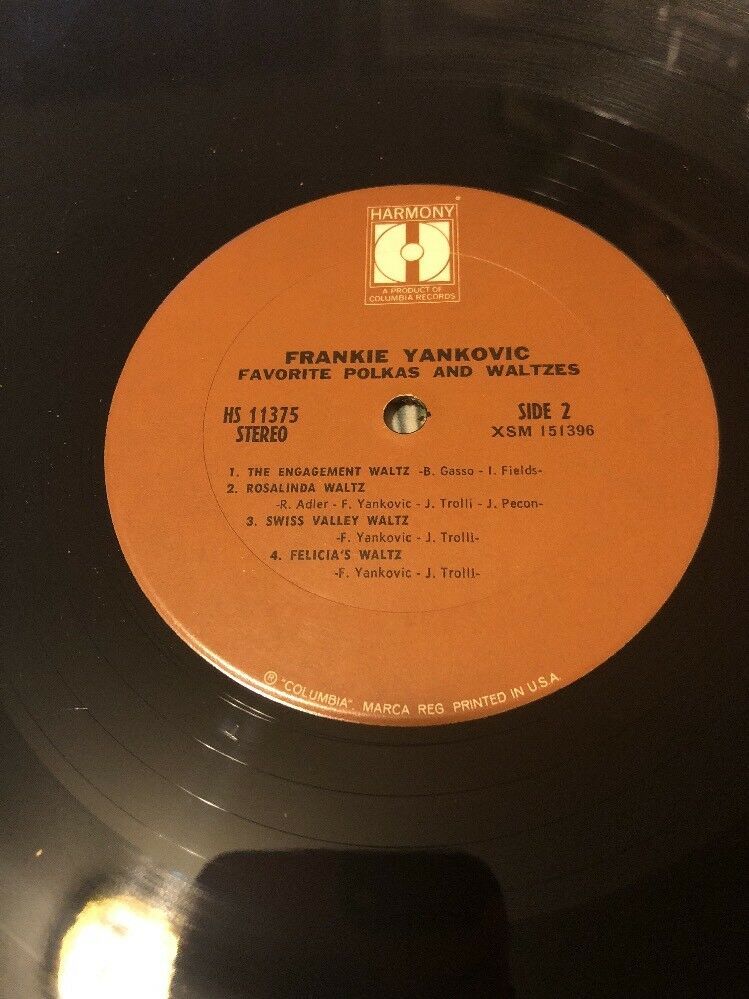 HARMONY
A PRODUCT OF
COLUMBIA RECORDS
FRANKIE YANKOVIC
FAVORITE POLKAS AND WALTZES
HS 11375
STEREO
SIDE 2
XSM 151396
1. THE ENGAGEMENT WALTZ -B. Gasso - I. Fields-
2. ROSALINDA WALTZ
-R. Adler - F. Yankovic - J. Trolli - J. Pecon-
3. SWISS VALLEY WALTZ
-F. Yankovic - J. Trolli-
4. FELICIA'S WALTZ
-F. Yankovic - J. Trolli-
® "COLUMBIA", MARCA REG. PRINTED IN U.S.A.